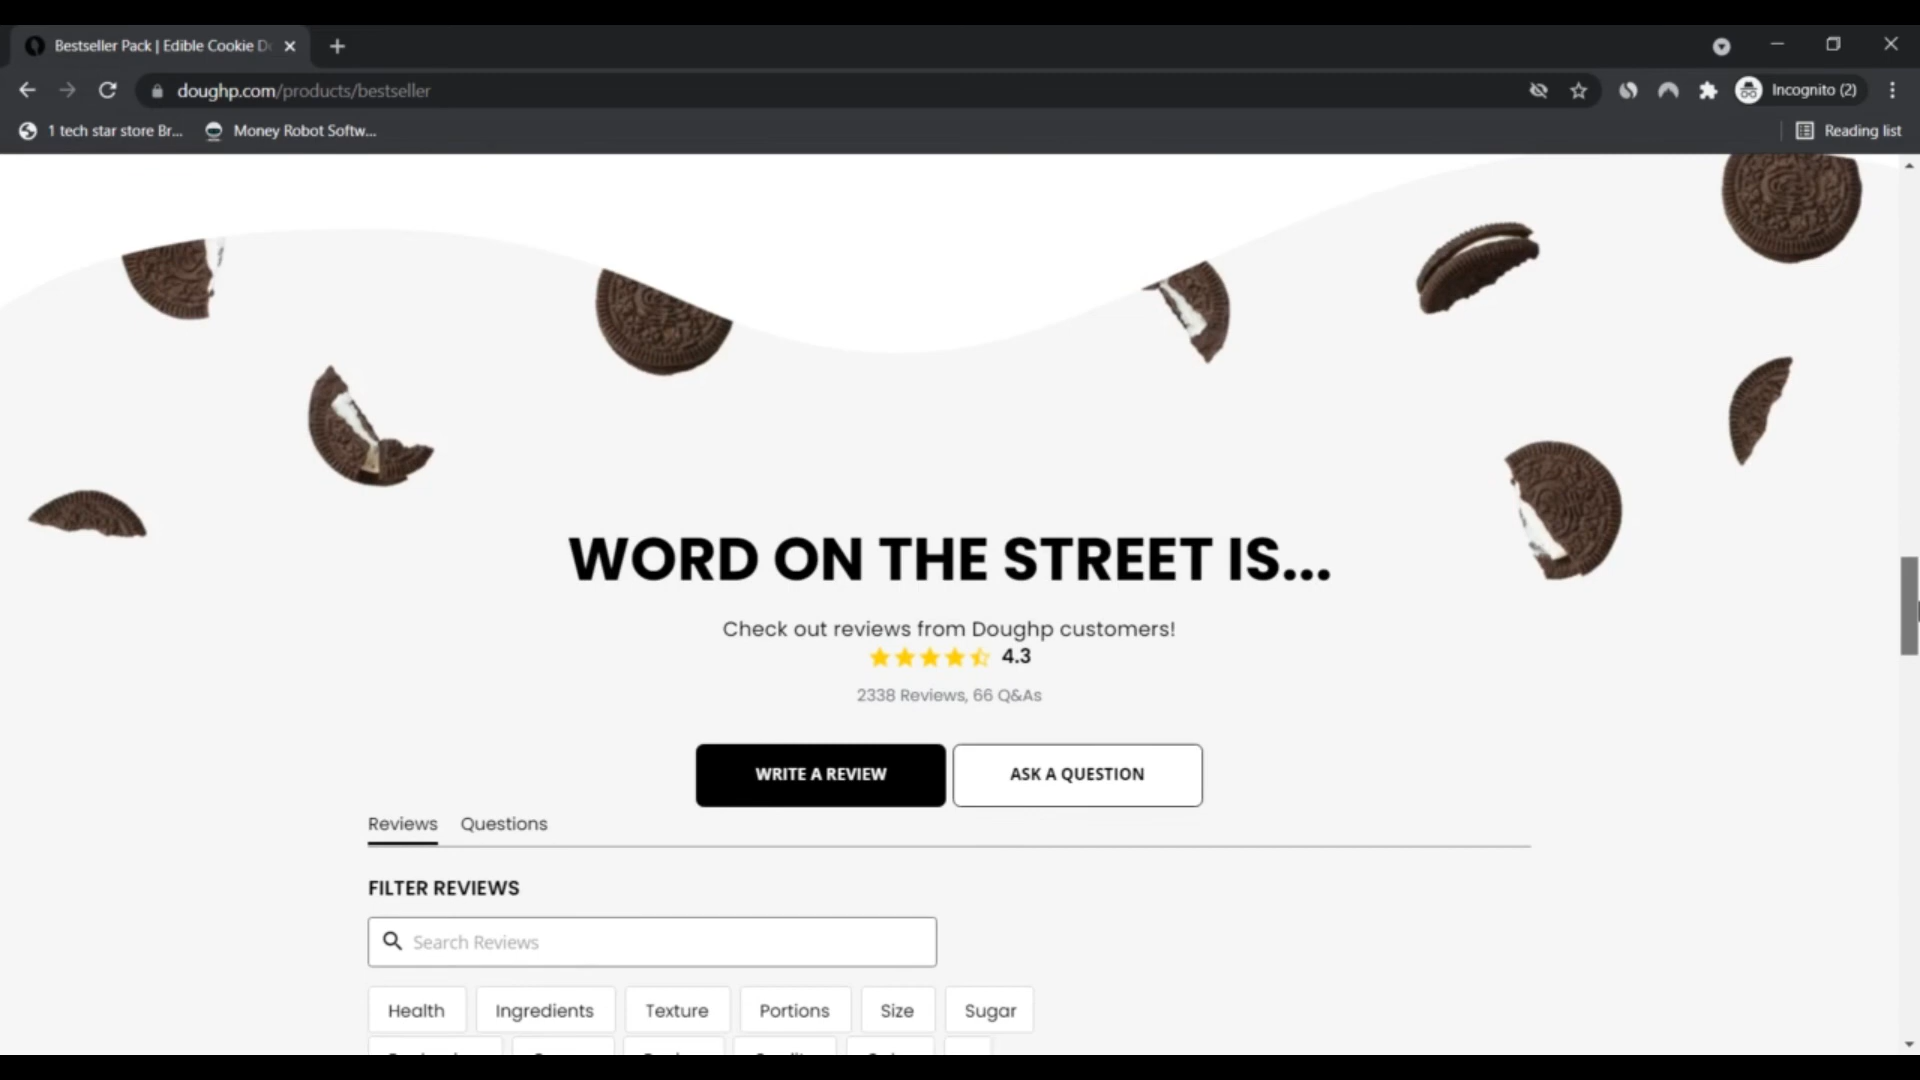 Bestseller Pack | Edible Cookie D
doughp.com/products/bestseller
Incognito (2)
1 tech star store Br...
Money Robot Softw...
Reading list
WORD ON THE STREET IS...
Check out reviews from Doughp customers!
4.3
2338 Reviews, 66 Q&As
WRITE A REVIEW
ASK A QUESTION
Reviews
Questions
FILTER REVIEWS
Search Reviews
Health
Ingredients
Texture
Portions
Size
Sugar